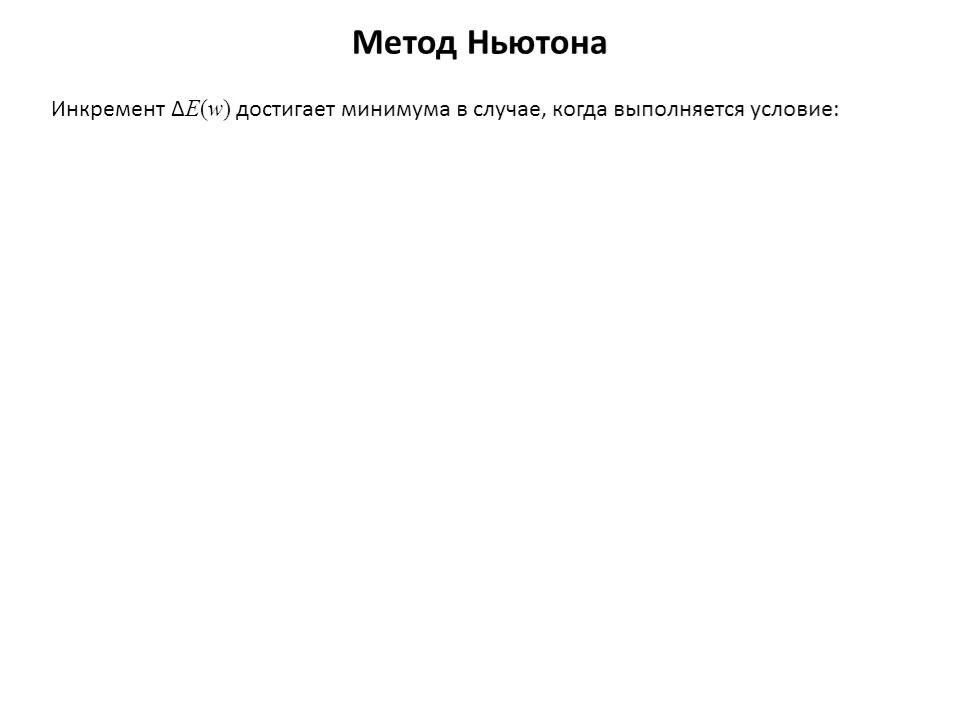 Метод Ньютона
Инкремент ΔE(w) достигает минимума в случае, когда выполняется условие: